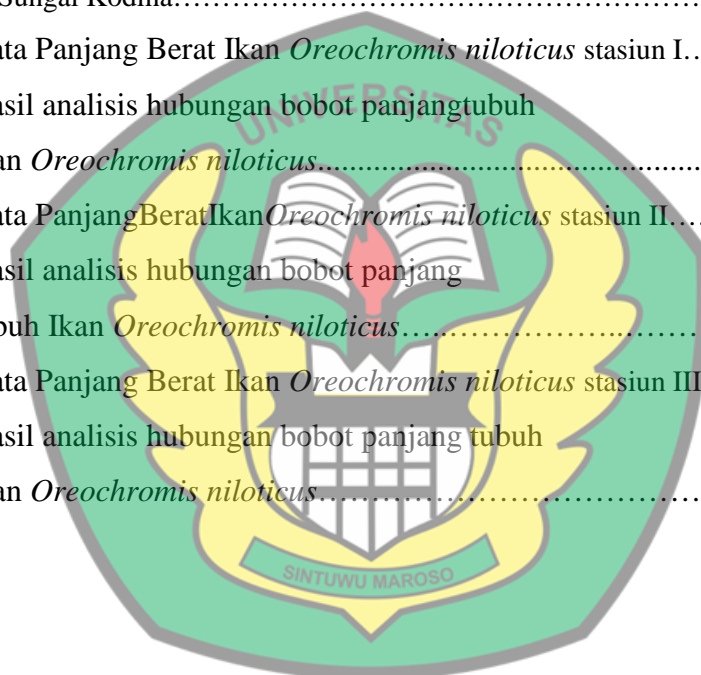 Sungai Kodina……………………………………………………
ata Panjang Berat Ikan Oreochromis niloticus stasiun I…
asil analisis hubungan bobot panjangtubuh
an Oreochromis niloticus..........................................................
ata PanjangBeratIkanOreochromis niloticus stasiun II….
asil analisis hubungan bobot panjang
buh Ikan Oreochromis niloticus…..………………..………
ata Panjang Berat Ikan Oreochromis niloticus stasiun III
asil analisis hubungan bobot panjang tubuh
an Oreochromis niloticus……………………………………
UNIVERSITAS
SINTUWU MAROSO